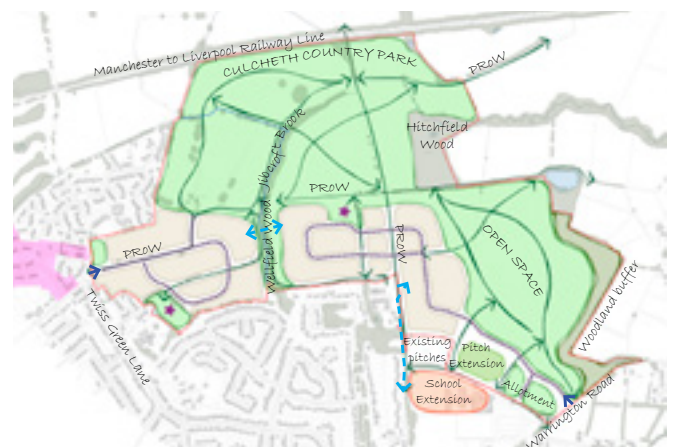 Manchester to Liverpool Railway Line
CULCHETH COUNTRY PARK
PRoW
Hitchfield
Wood
Jibcroft Brook
PRoW
Wellfield Wood
PRoW
PRoW
OPEN SPACE
Twiss Green Lane
Woodland buffer
Existing
pitches
Pitch
Extension
School
Extension
Allotment
Warrington Road